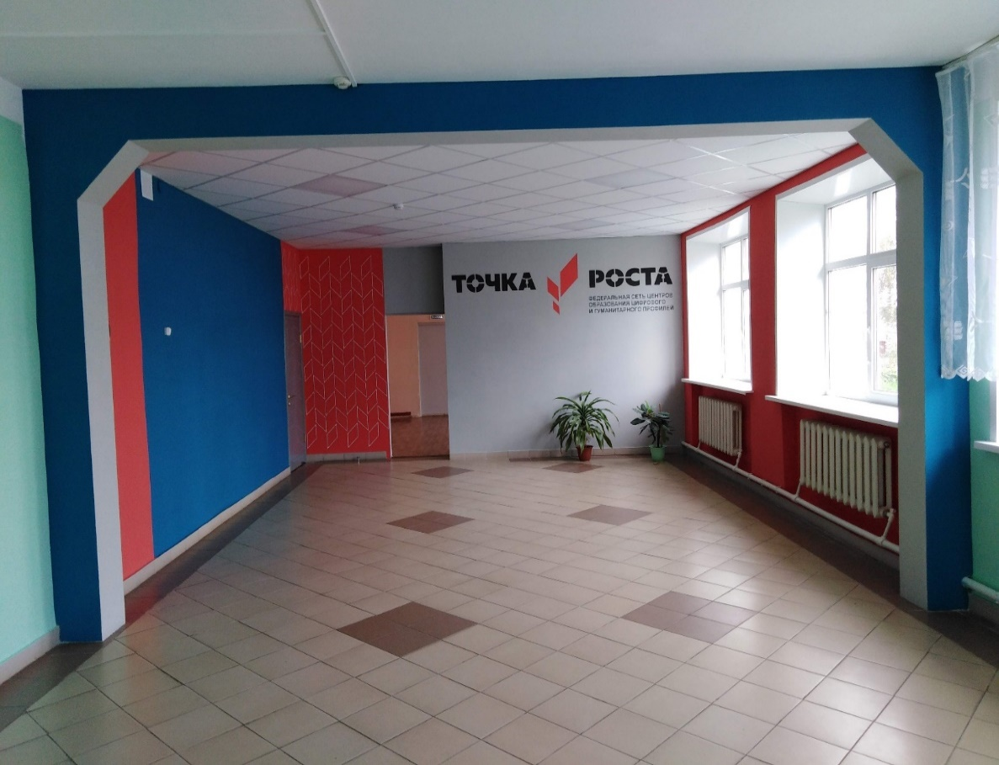 ТОЧКА РОСТА
ФЕДЕРАЛЬНАЯ СЕТЬ ЦЕНТРОВ
ОБРАЗОВАНИЯ ЦИФРОВОГО
И ГУМАНИТАРНОГО ПРОФИЛЕЙ